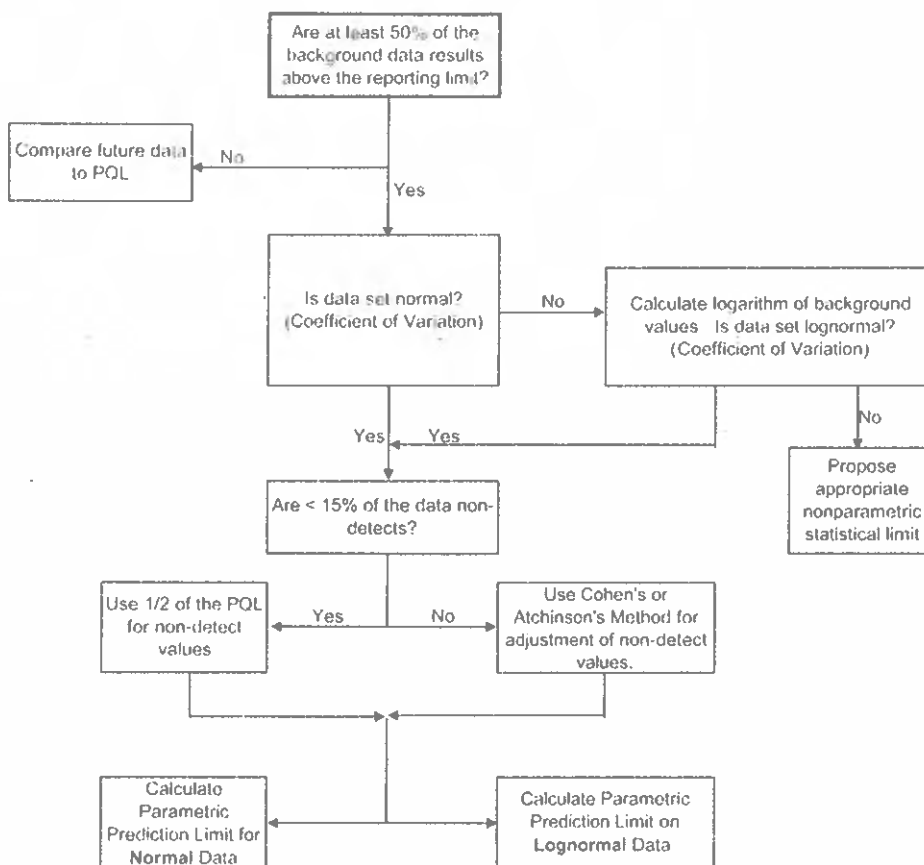 Are at least 50% of the
background data results
above the reporting limit?
Compare future data
to PQL
No
Yes
Is data set normal?
(Coefficient of Variation)
No
Calculate logarithm of background
values Is data set lognormal?
(Coefficient of Variation)
Yes
Yes
No
Propose
appropriate
nonparametric
statistical limit
Are < 15% of the data non-
detects?
Use 1/2 of the PQL
for non-detect
values
Yes
No
Use Cohen's or
Atchinson's Method for
adjustment of non-detect
values.
Calculate
Parametric
Prediction Limit for
Normal Data
Calculate Parametric
Prediction Limit on
Lognormal Data